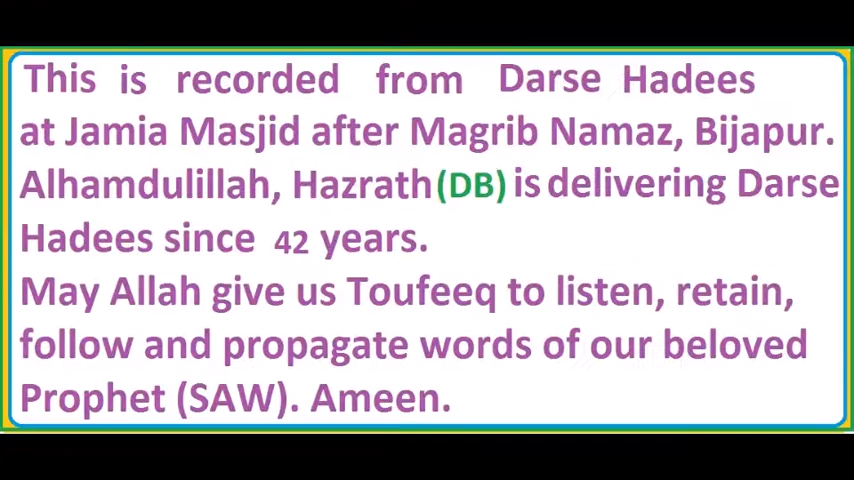 This is recorded from Darse Hadees
at Jamia Masjid after Magrib Namaz, Bijapur.
Alhamdulillah, Hazrath(DB) is delivering Darse
Hadees since 42 years.
May Allah give us Toufeeq to listen, retain,
follow and propagate words of our beloved
Prophet (SAW). Ameen.